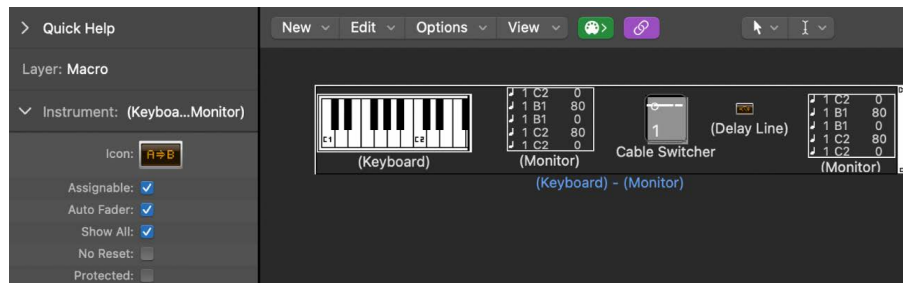 Quick Help
New Edit Options View
Layer: Macro
Instrument: (Keyboa...Monitor)
Icon: A⇒B
Assignable:
Auto Fader:
Show All:
No Reset:
Protected:
C1 C2
(Keyboard)
1 C2 0
1 B1 80
1 B1 0
1 C2 80
1 C2 0
(Monitor)
1
Cable Switcher
(Delay Line)
1 C2 0
1 B1 80
1 B1 0
1 C2 80
1 C2 0
(Monitor)
(Keyboard) - (Monitor)